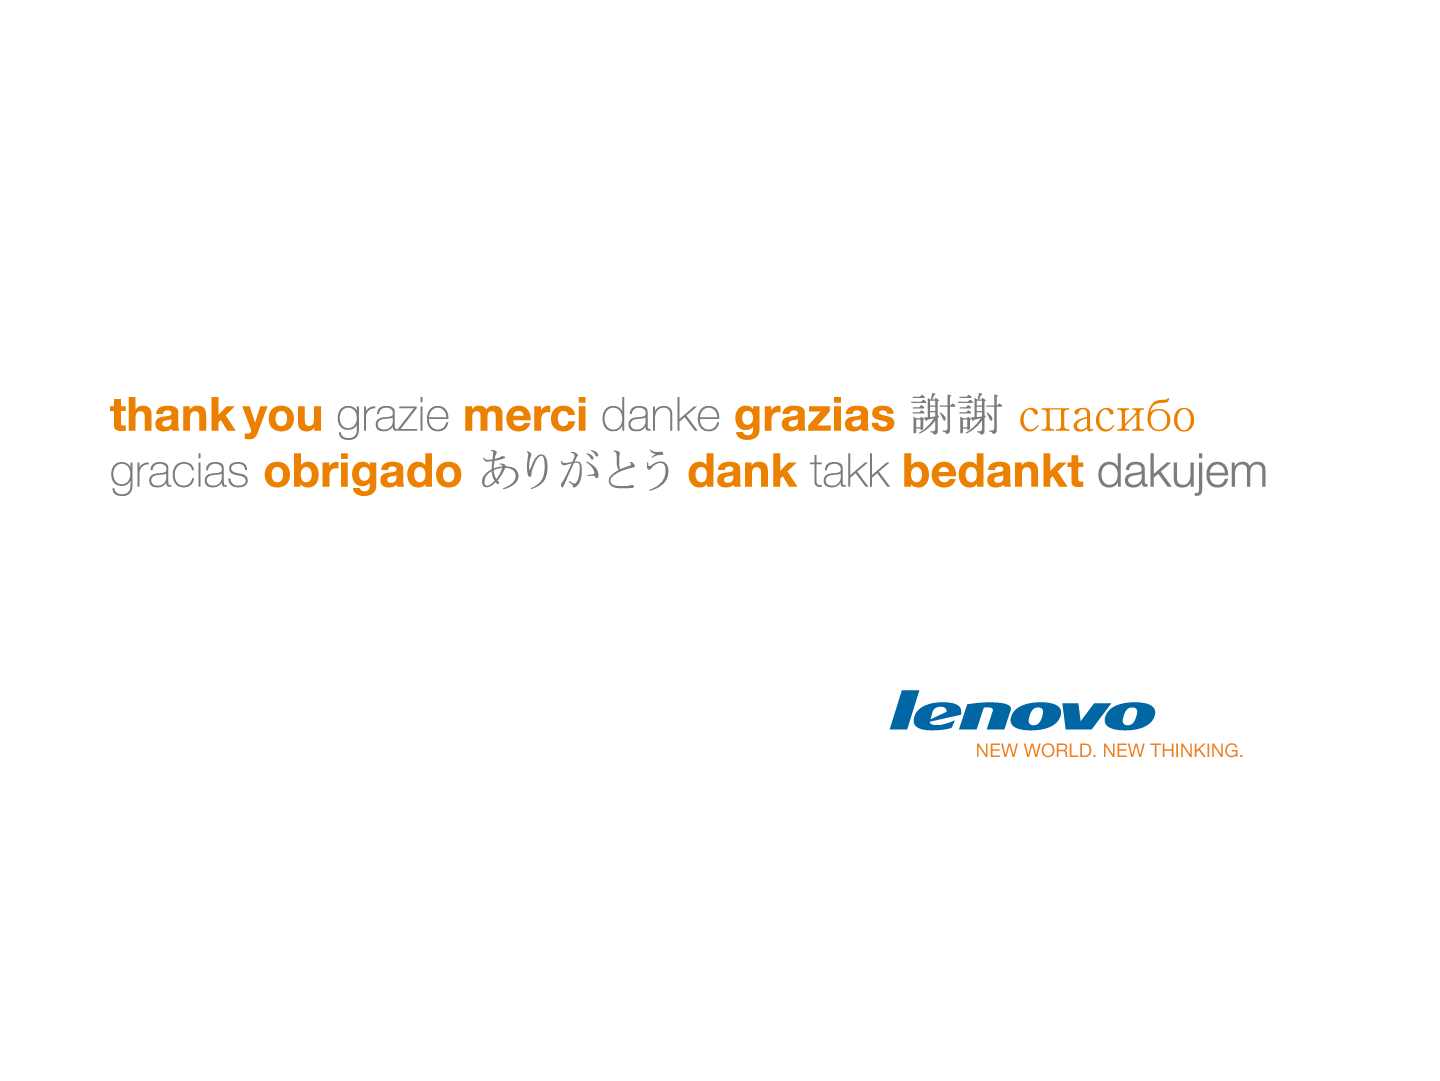 thank you grazie merci danke grazias 謝謝 спасибо
gracias obrigado ありがとう dank takk bedankt dakujem
lenovo
NEW WORLD. NEW THINKING.